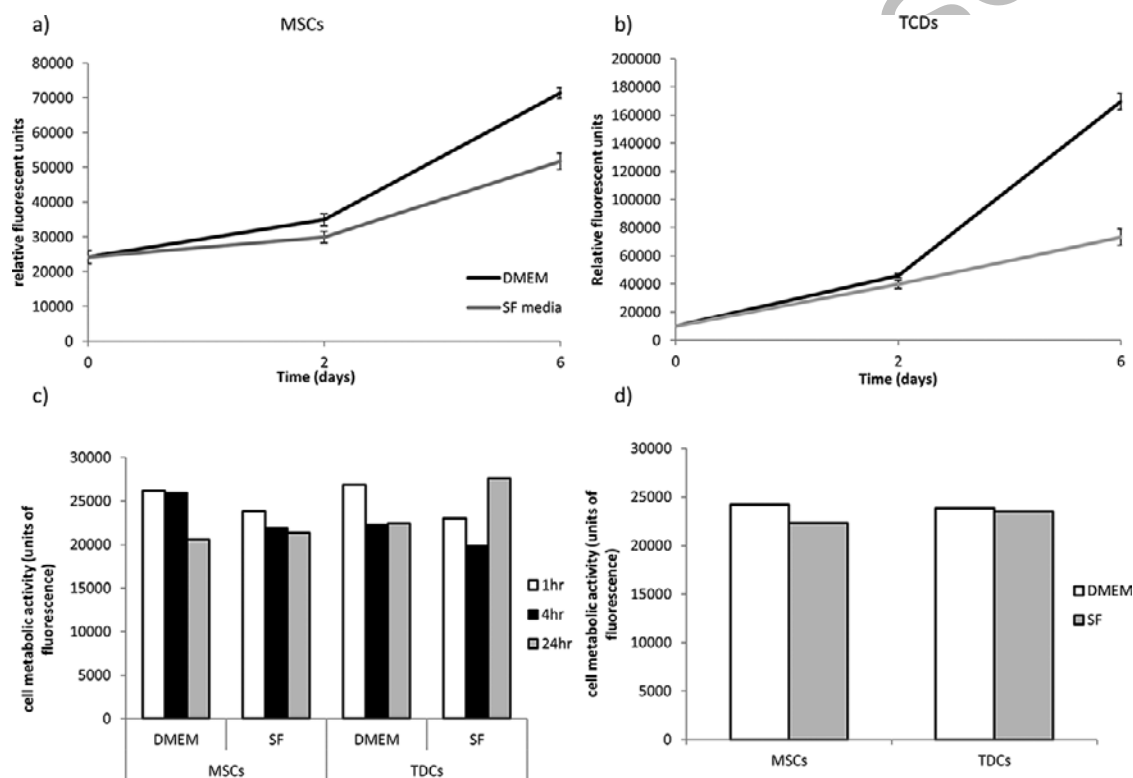 a)
MSCs
relative fluorescent units
80000
70000
60000
50000
40000
30000
20000
10000
0
0
2
6
Time (days)
DMEM
SF media
b)
TCDs
Relative fluorescent units
200000
180000
160000
140000
120000
100000
80000
60000
40000
20000
0
0
2
6
Time (days)
c)
cell metabolic activity (units of
fluorescence)
30000
25000
20000
15000
10000
5000
0
DMEM
SF
DMEM
SF
MSCs
TDCs
1hr
4hr
24hr
d)
cell metabolic activity (units of
fluorescence)
30000
25000
20000
15000
10000
5000
0
MSCs
TDCs
DMEM
SF